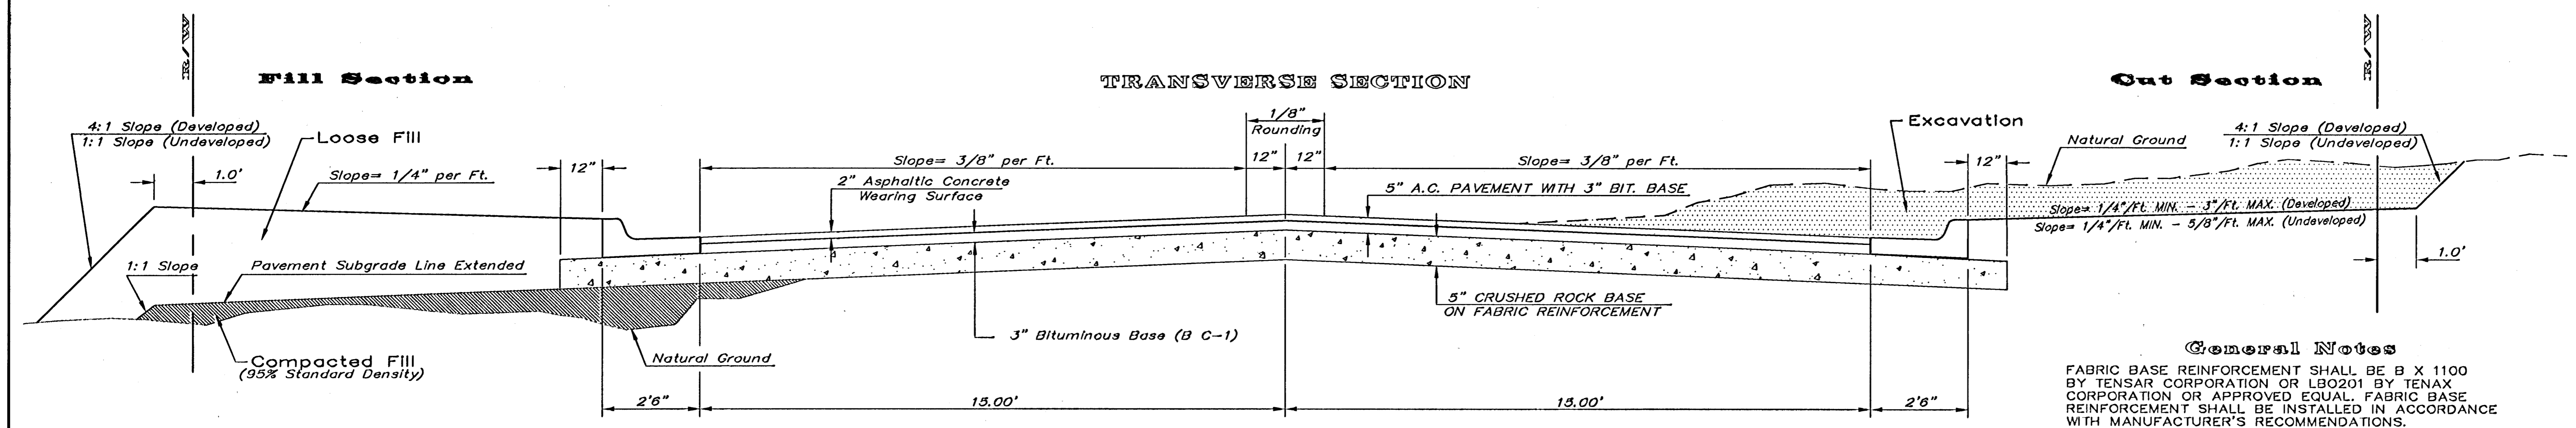 R/W
R/W
Fill Section
TRANSVERSE SECTION
Cut Section
4:1 Slope (Developed)
1:1 Slope (Undeveloped)
Loose Fill
1.0'
Slope= 1/4" per Ft.
12"
Slope= 3/8" per Ft.
1/8"
Rounding
12"
12"
Slope= 3/8" per Ft.
Excavation
Natural Ground
12"
4:1 Slope (Developed)
1:1 Slope (Undeveloped)
2" Asphaltic Concrete
Wearing Surface
5" A.C. PAVEMENT WITH 3" BIT. BASE
Slope= 1/4"/Ft. MIN. - 3"/Ft. MAX. (Developed)
Slope= 1/4"/Ft. MIN. - 5/8"/Ft. MAX. (Undeveloped)
1.0'
1:1 Slope
Pavement Subgrade Line Extended
5" CRUSHED ROCK BASE
ON FABRIC REINFORCEMENT
3" Bituminous Base (B C-1)
Compacted Fill
(95% Standard Density)
Natural Ground
2'6"
15.00'
15.00'
2'6"
General Notes
FABRIC BASE REINFORCEMENT SHALL BE B X 1100
BY TENSAR CORPORATION OR LBO201 BY TENAX
CORPORATION OR APPROVED EQUAL. FABRIC BASE
REINFORCEMENT SHALL BE INSTALLED IN ACCORDANCE
WITH MANUFACTURER'S RECOMMENDATIONS.